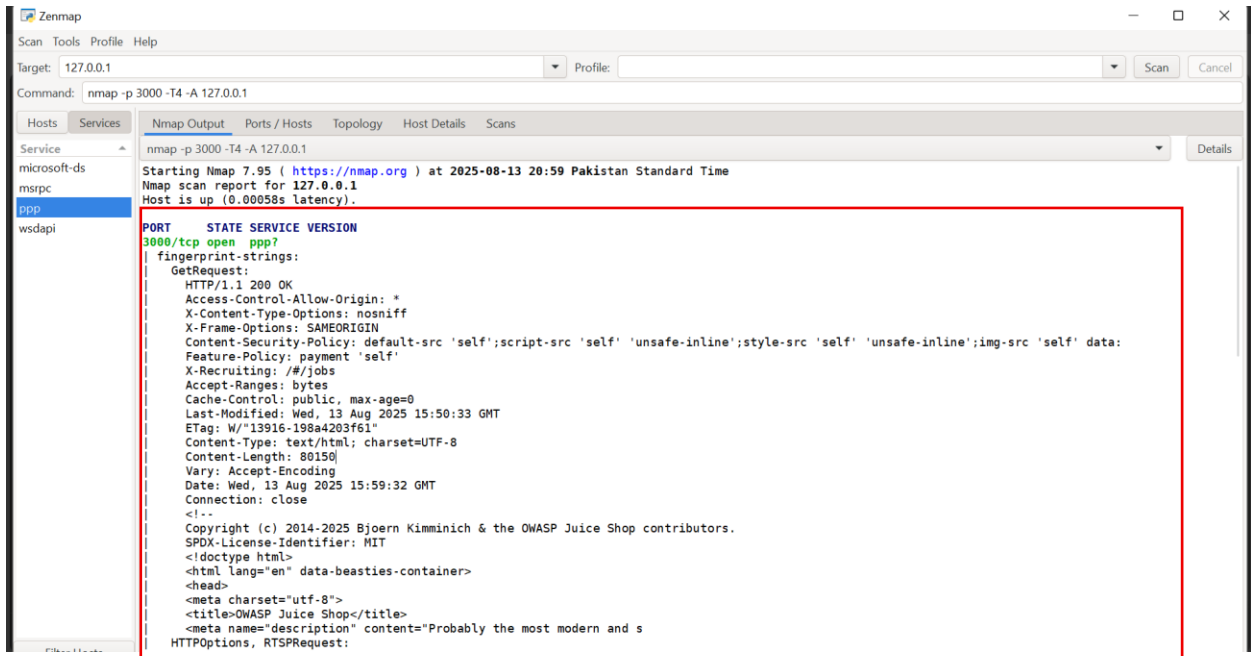 Zenmap
Scan Tools Profile Help
Target: 127.0.0.1 Profile: Scan Cancel
Command: nmap -p 3000 -T4 -A 127.0.0.1
Hosts Services Nmap Output Ports / Hosts Topology Host Details Scans
Service nmap -p 3000 -T4 -A 127.0.0.1 Details
microsoft-ds
msrpc
ppp
wsdapi
Starting Nmap 7.95 ( https://nmap.org ) at 2025-08-13 20:59 Pakistan Standard Time
Nmap scan report for 127.0.0.1
Host is up (0.00058s latency).
PORT     STATE SERVICE VERSION
3000/tcp open  ppp?
| fingerprint-strings:
|   GetRequest:
|     HTTP/1.1 200 OK
|     Access-Control-Allow-Origin: *
|     X-Content-Type-Options: nosniff
|     X-Frame-Options: SAMEORIGIN
|     Content-Security-Policy: default-src 'self';script-src 'self' 'unsafe-inline';style-src 'self' 'unsafe-inline';img-src 'self' data:
|     Feature-Policy: payment 'self'
|     X-Recruiting: /#/jobs
|     Accept-Ranges: bytes
|     Cache-Control: public, max-age=0
|     Last-Modified: Wed, 13 Aug 2025 15:50:33 GMT
|     ETag: W/"13916-198a4203f61"
|     Content-Type: text/html; charset=UTF-8
|     Content-Length: 80150
|     Vary: Accept-Encoding
|     Date: Wed, 13 Aug 2025 15:59:32 GMT
|     Connection: close
|     <!--
|     Copyright (c) 2014-2025 Bjoern Kimminich & the OWASP Juice Shop contributors.
|     SPDX-License-Identifier: MIT
|     <!doctype html>
|     <html lang="en" data-beasties-container>
|     <head>
|     <meta charset="utf-8">
|     <title>OWASP Juice Shop</title>
|     <meta name="description" content="Probably the most modern and s
|   HTTPOptions, RTSPRequest:
Filter Hosts